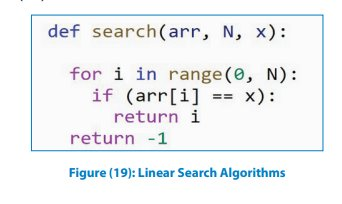 def search(arr, N, x):
for i in range(0, N):
if (arr[i] == x):
return i
return -1
Figure (19): Linear Search Algorithms